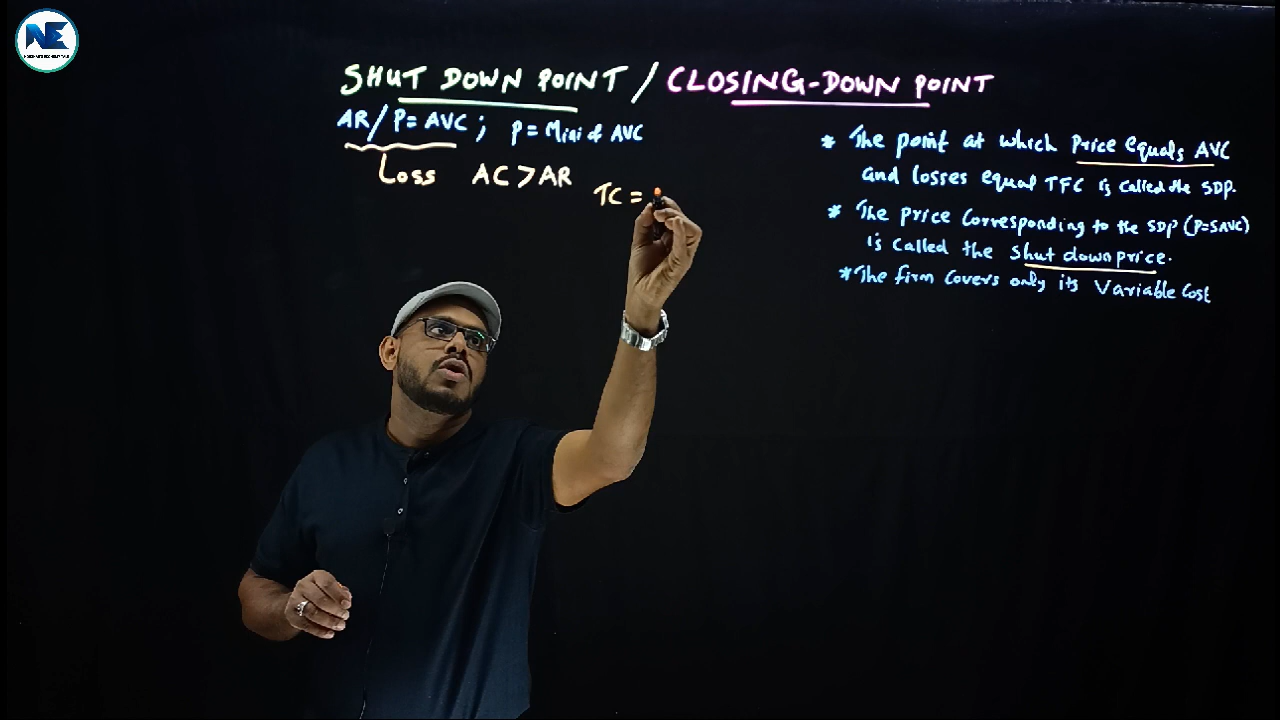 NE
SHUT DOWN POINT / CLOSING-DOWN POINT
AR/P = AVC ; P = Mini of AVC
Loss AC > AR
TC =
* The point at which Price equals AVC
and losses equal TFC is called the SDP.
* The price corresponding to the SDP (P=SAVC)
is called the Shut down price.
* The firm covers only its Variable Cost